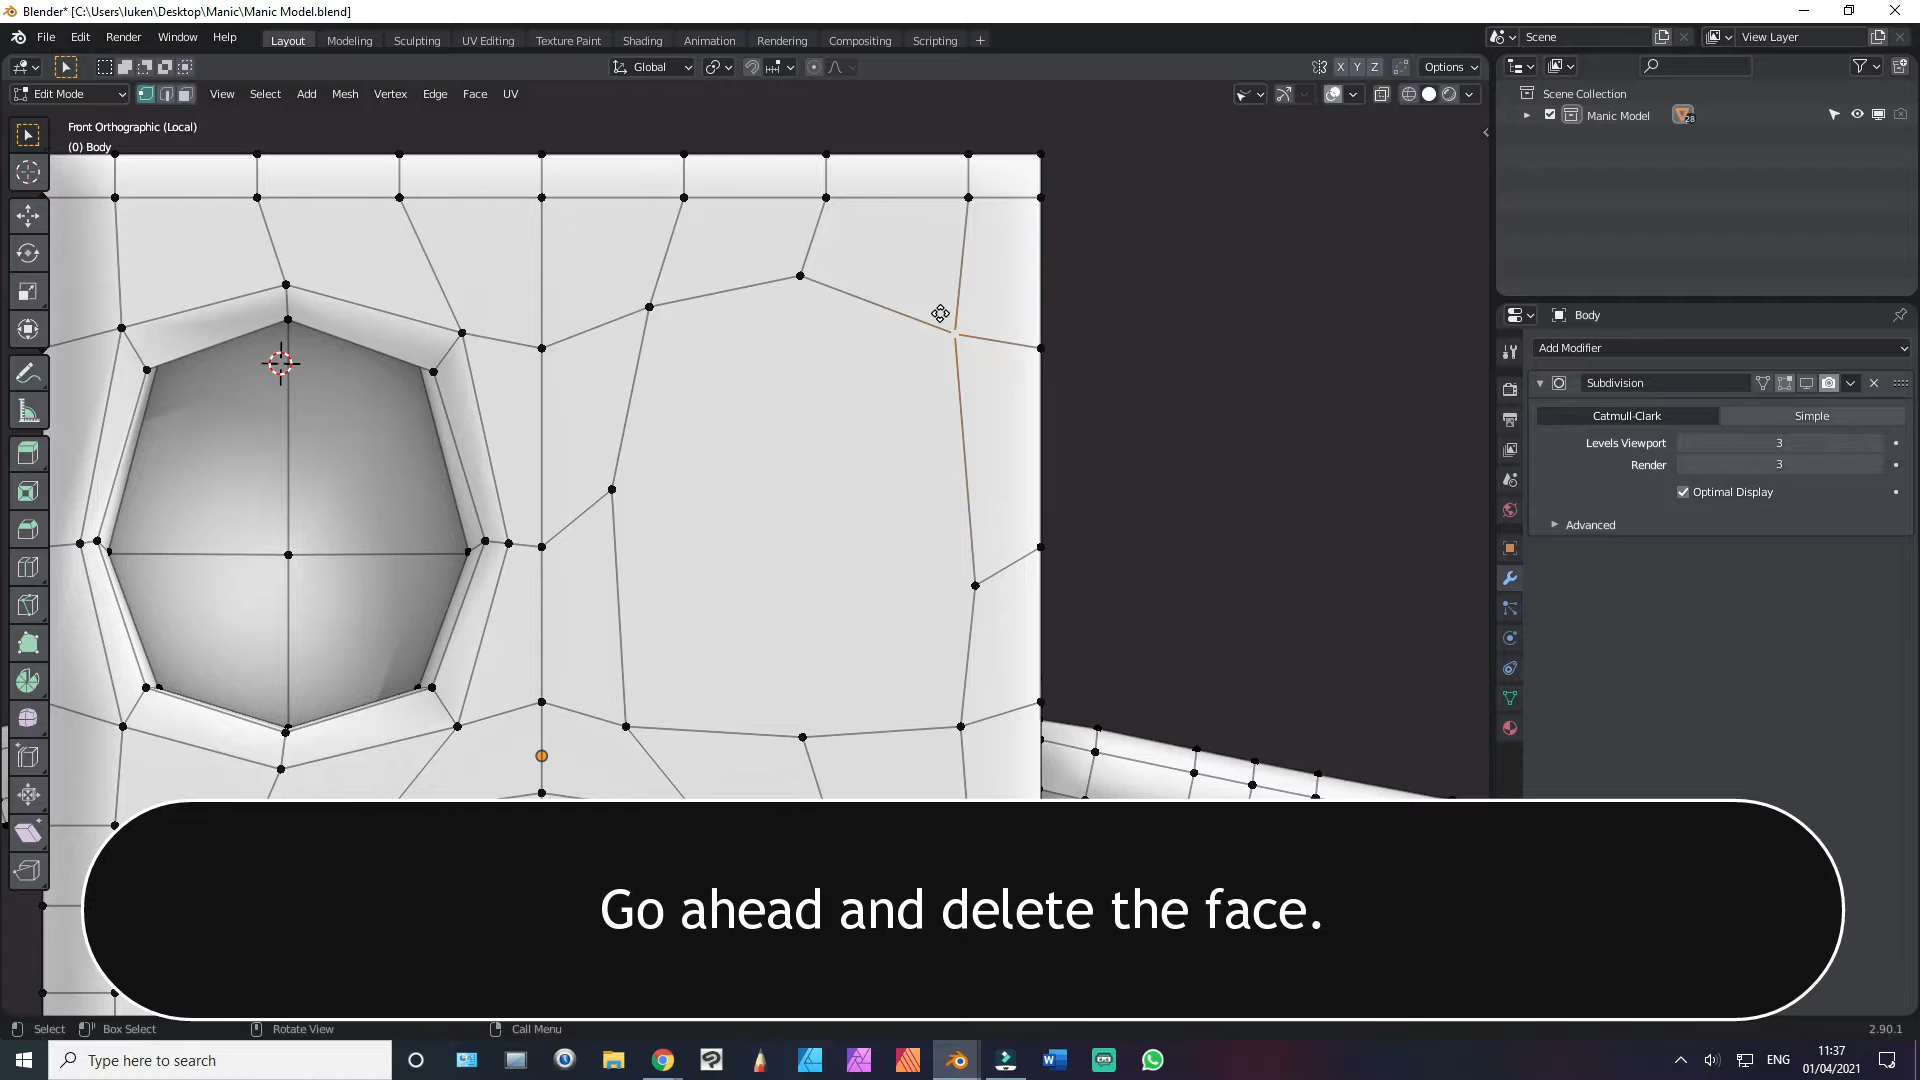 Blender* [C:\Users\luken\Desktop\Manic\Manic Model.blend]
File Edit Render Window Help Layout Modeling Sculpting UV Editing Texture Paint Shading Animation Rendering Compositing Scripting + Scene View Layer
Global X Y Z Options
Edit Mode View Select Add Mesh Vertex Edge Face UV
Scene Collection
Manic Model 28
Front Orthographic (Local)
(0) Body
Body
Add Modifier
Subdivision
Catmull-Clark Simple
Levels Viewport 3
Render 3
Optimal Display
Advanced
Go ahead and delete the face.
Select Box Select Rotate View Call Menu 2.90.1
Type here to search
ENG
11:37
01/04/2021